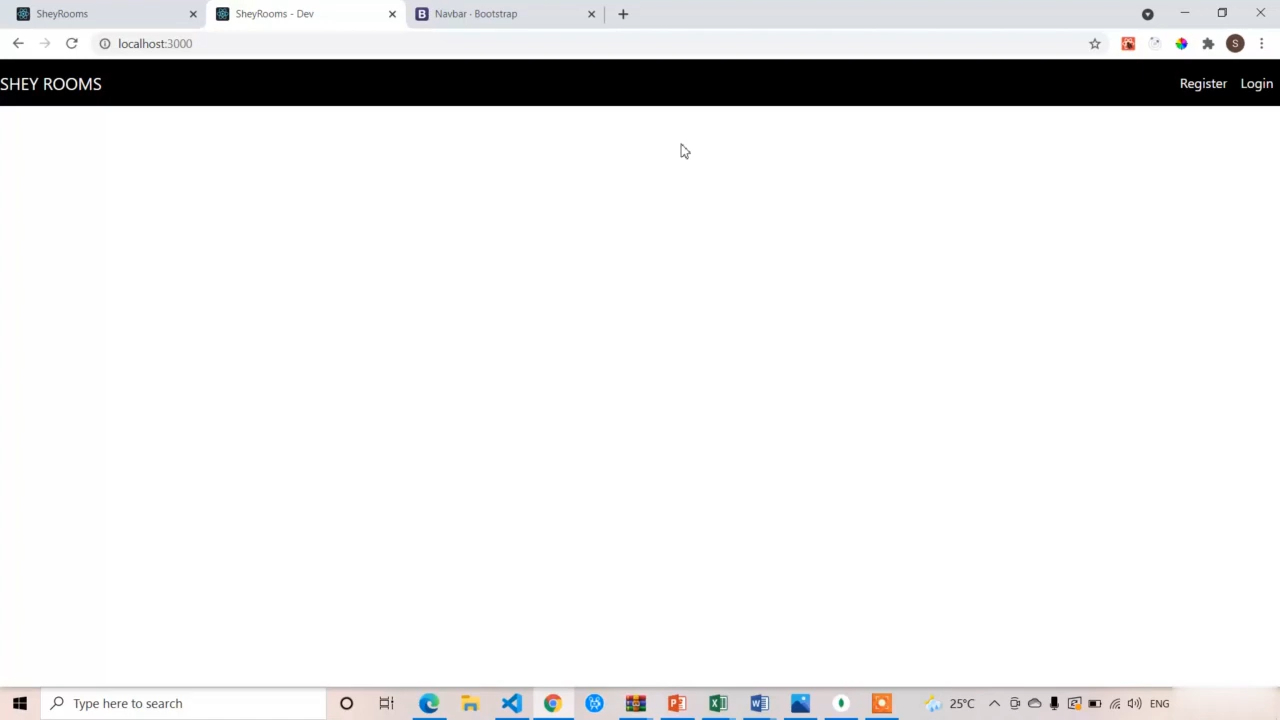 SheyRooms
SheyRooms - Dev
Navbar · Bootstrap
localhost:3000
S
SHEY ROOMS
Register
Login
Type here to search
25°C
ENG